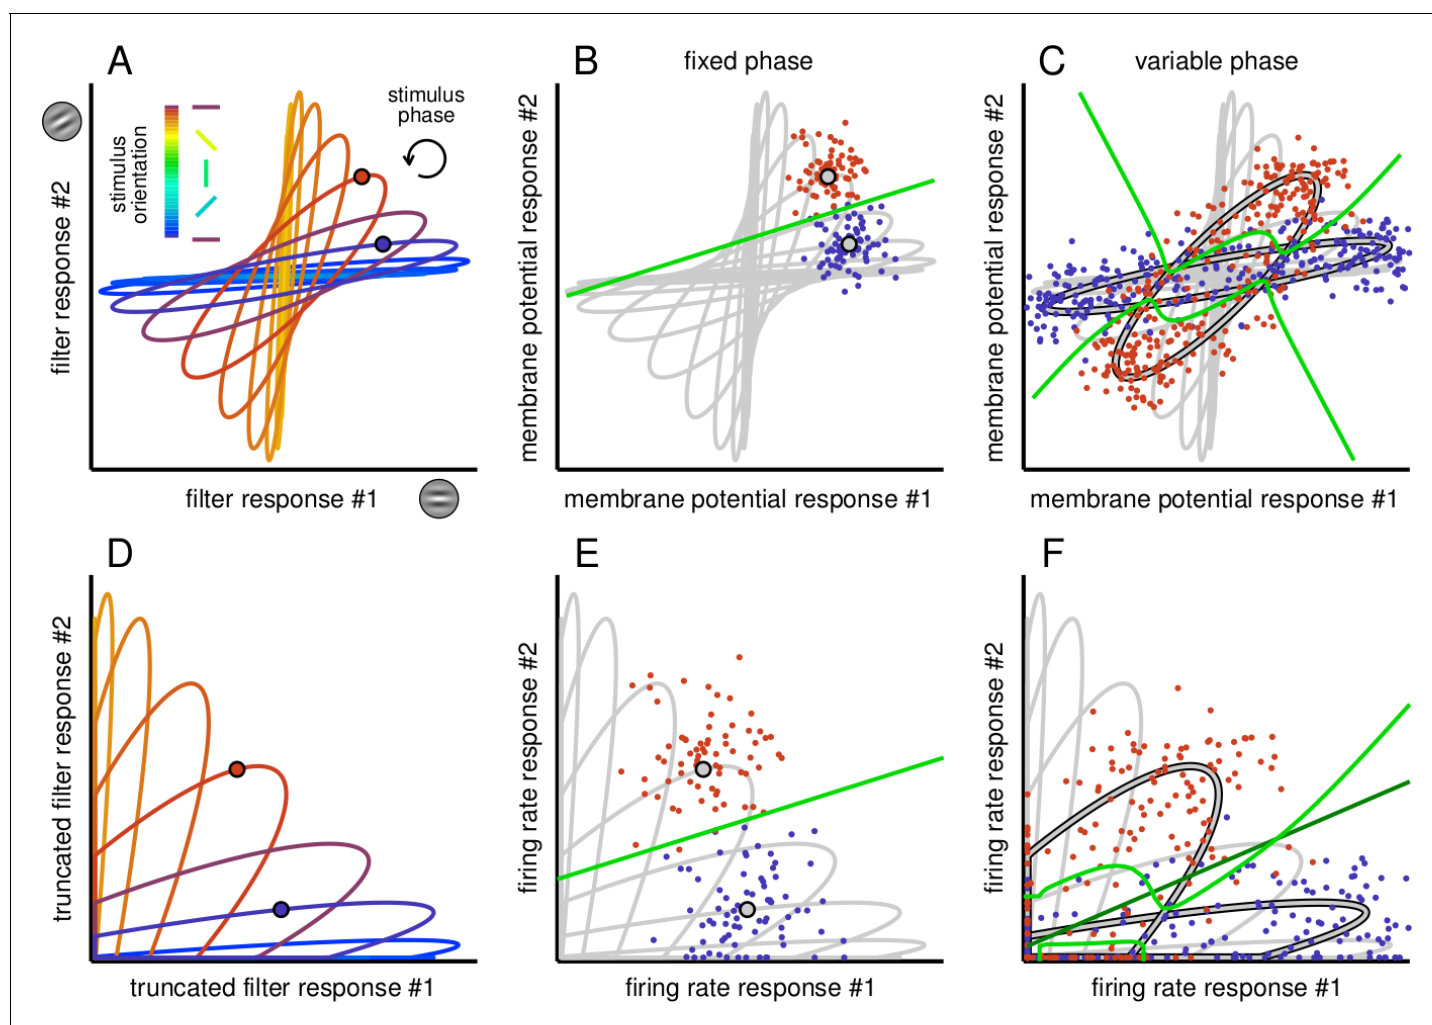 A
B
fixed phase
C
variable phase
stimulus
phase
stimulus
orientation
filter response #2
filter response #1
membrane potential response #2
membrane potential response #1
membrane potential response #2
membrane potential response #1
D
E
F
truncated filter response #2
truncated filter response #1
firing rate response #2
firing rate response #1
firing rate response #2
firing rate response #1